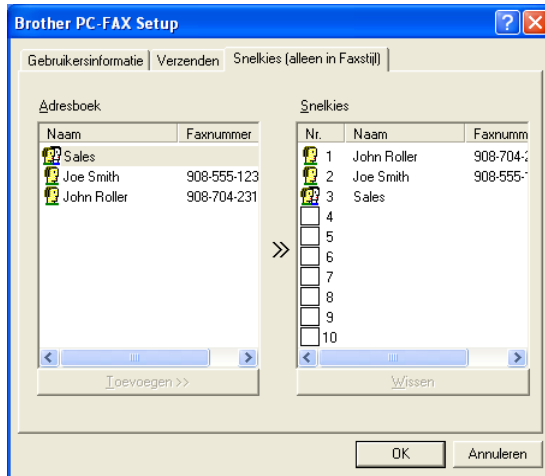 Brother PC-FAX Setup
Gebruikersinformatie Verzenden Snelkies (alleen in Faxstijl)
Adresboek
Naam Faxnummer
Sales
Joe Smith 908-555-123
John Roller 908-704-231
Toevoegen >>
Snelkies
Nr. Naam Faxnumm
1 John Roller 908-704-2
2 Joe Smith 908-555-1
3 Sales
4
5
6
7
8
9
10
Wissen
OK Annuleren